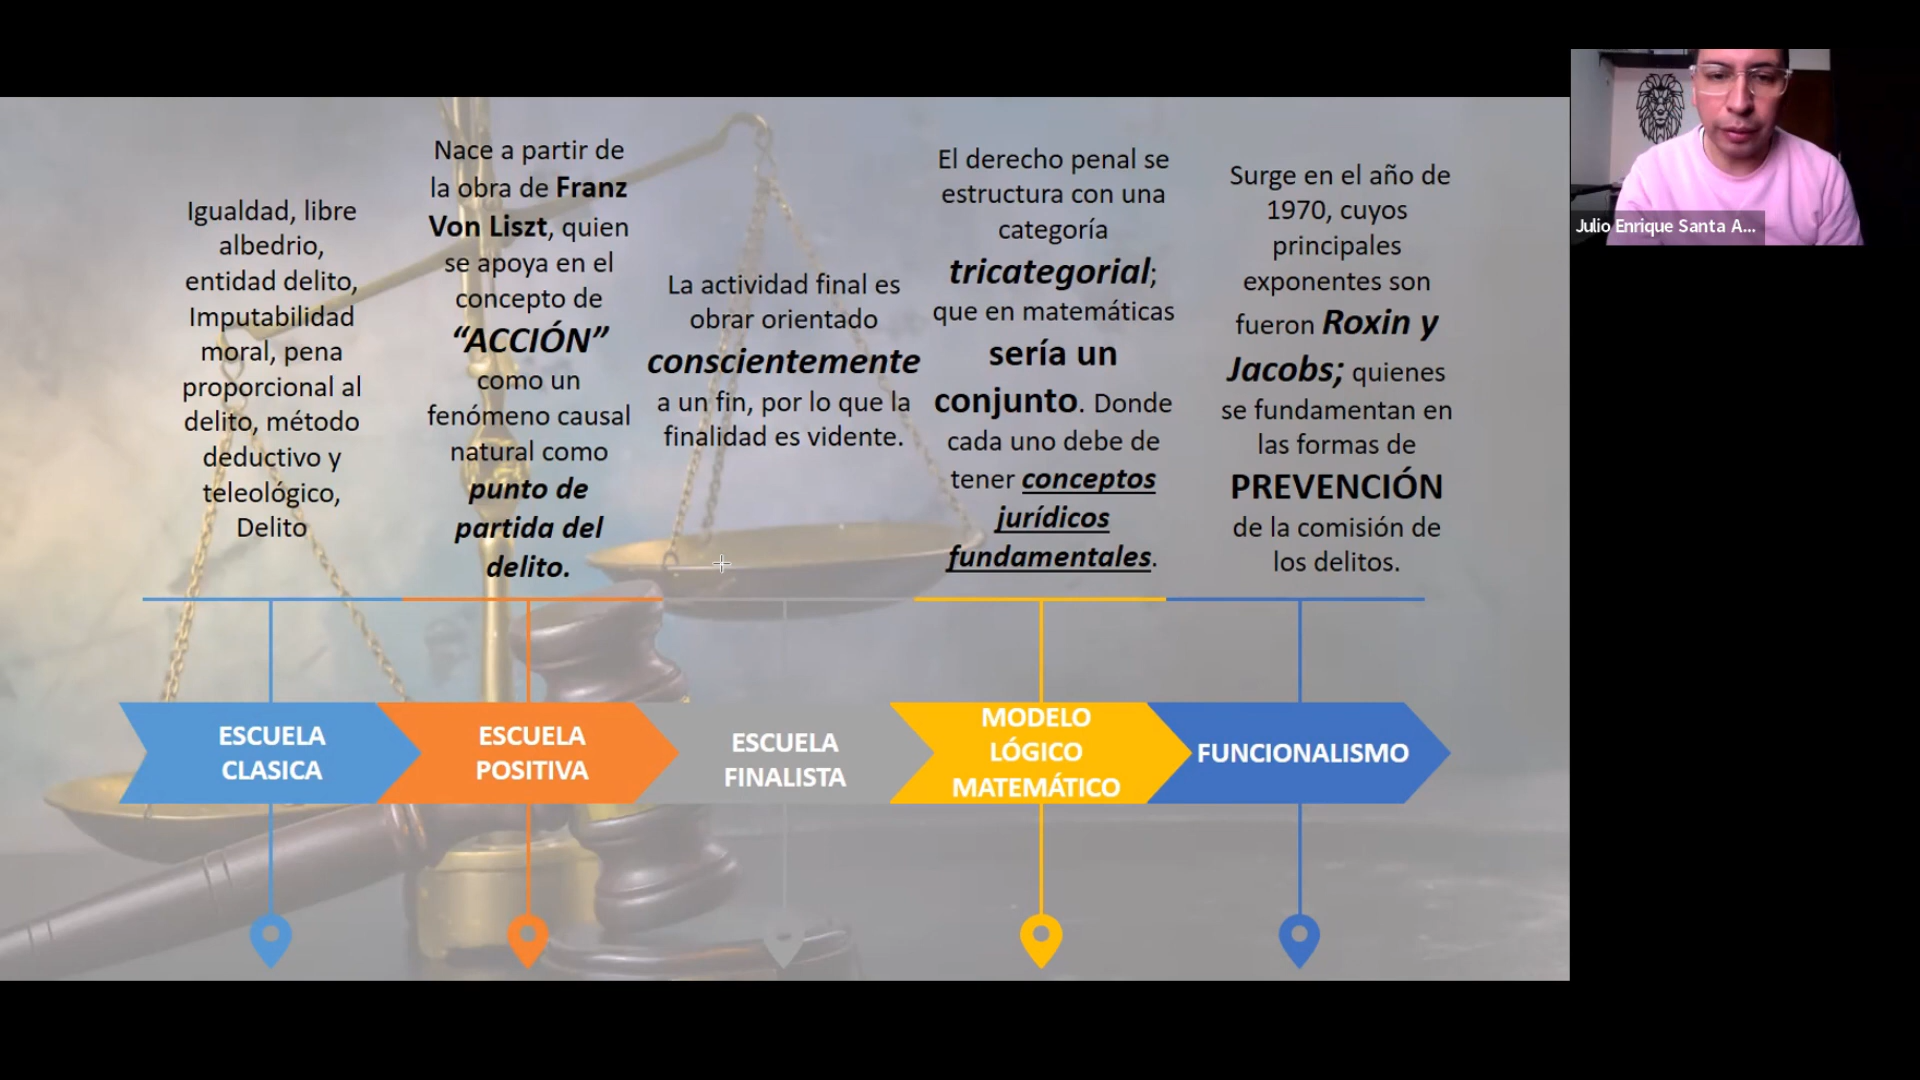 Igualdad, libre
albedrio,
entidad delito,
Imputabilidad
moral, pena
proporcional al
delito, método
deductivo y
teleológico,
Delito
Nace a partir de
la obra de Franz
Von Liszt, quien
se apoya en el
concepto de
“ACCIÓN”
como un
fenómeno causal
natural como
punto de
partida del
delito.
La actividad final es
obrar orientado
conscientemente
a un fin, por lo que la
finalidad es vidente.
El derecho penal se
estructura con una
categoría
tricategorial;
que en matemáticas
sería un
conjunto. Donde
cada uno debe de
tener conceptos
jurídicos
fundamentales.
Surge en el año de
1970, cuyos
principales
exponentes son
fueron Roxin y
Jacobs; quienes
se fundamentan en
las formas de
PREVENCIÓN
de la comisión de
los delitos.
ESCUELA
CLASICA
ESCUELA
POSITIVA
ESCUELA
FINALISTA
MODELO
LÓGICO
MATEMÁTICO
FUNCIONALISMO
Julio Enrique Santa A...